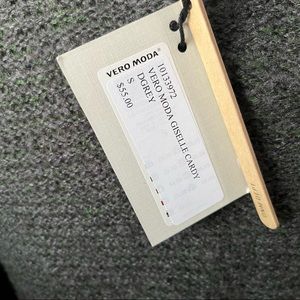 VERO MODA®
10133972
VERO MODA GISELLE CARDY
DGREY
S
$55.00